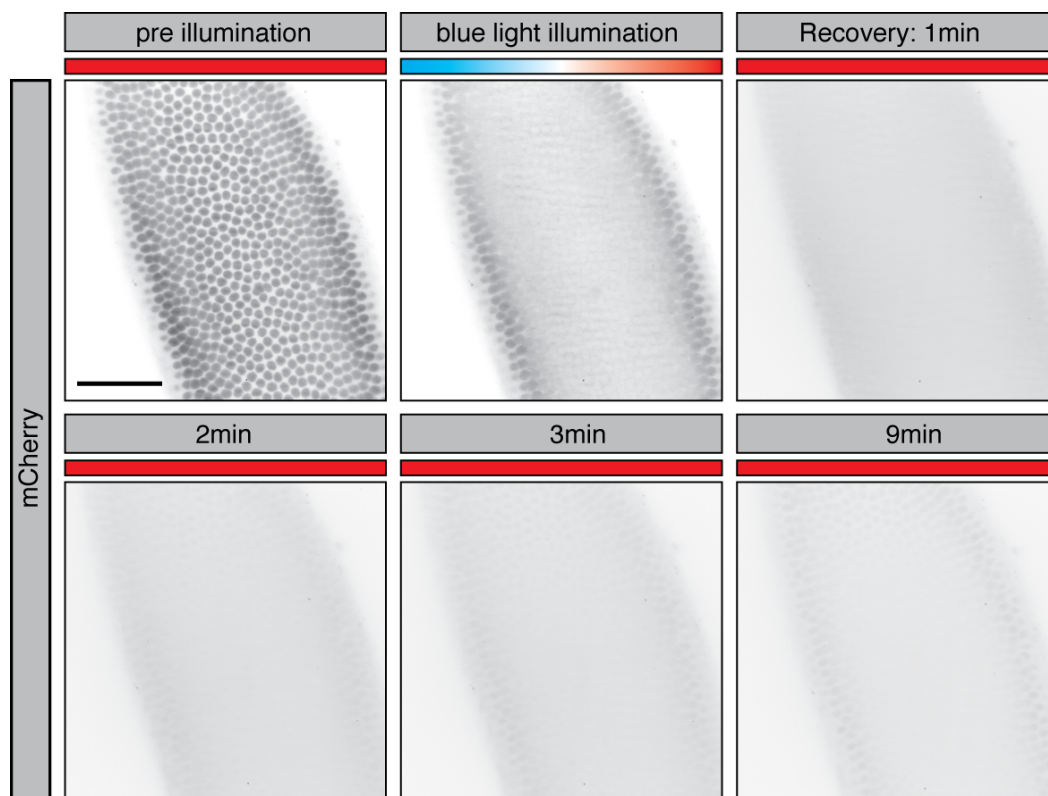 pre illumination
blue light illumination
Recovery: 1min
mCherry
2min
3min
9min